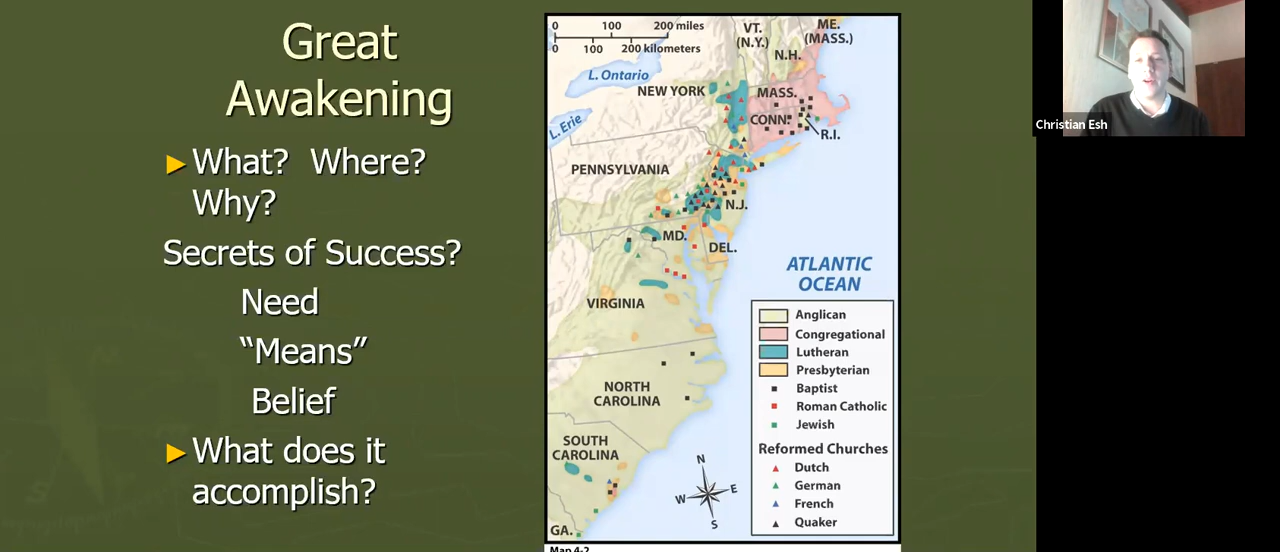 Great
Awakening
►What? Where?
Why?
Secrets of Success?
Need
“Means”
Belief
►What does it
accomplish?
0 100 200 miles
0 100 200 kilometers
VT.
(N.Y.)
ME.
(MASS.)
N.H.
L. Ontario
NEW YORK
MASS.
CONN.
R.I.
L. Erie
PENNSYLVANIA
N.J.
MD.
DEL.
ATLANTIC
OCEAN
VIRGINIA
NORTH
CAROLINA
SOUTH
CAROLINA
GA.
N
W E
S
Anglican
Congregational
Lutheran
Presbyterian
Baptist
Roman Catholic
Jewish
Reformed Churches
Dutch
German
French
Quaker
Map 4-2
Christian Esh